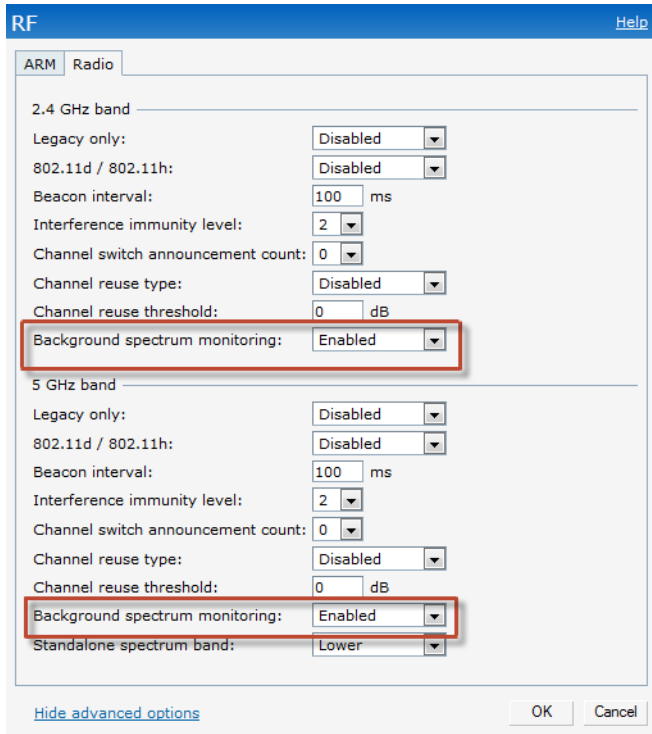 RF Help
ARM Radio
2.4 GHz band
Legacy only: Disabled
802.11d / 802.11h: Disabled
Beacon interval: 100 ms
Interference immunity level: 2
Channel switch announcement count: 0
Channel reuse type: Disabled
Channel reuse threshold: 0 dB
Background spectrum monitoring: Enabled
5 GHz band
Legacy only: Disabled
802.11d / 802.11h: Disabled
Beacon interval: 100 ms
Interference immunity level: 2
Channel switch announcement count: 0
Channel reuse type: Disabled
Channel reuse threshold: 0 dB
Background spectrum monitoring: Enabled
Standalone spectrum band: Lower
Hide advanced options OK Cancel